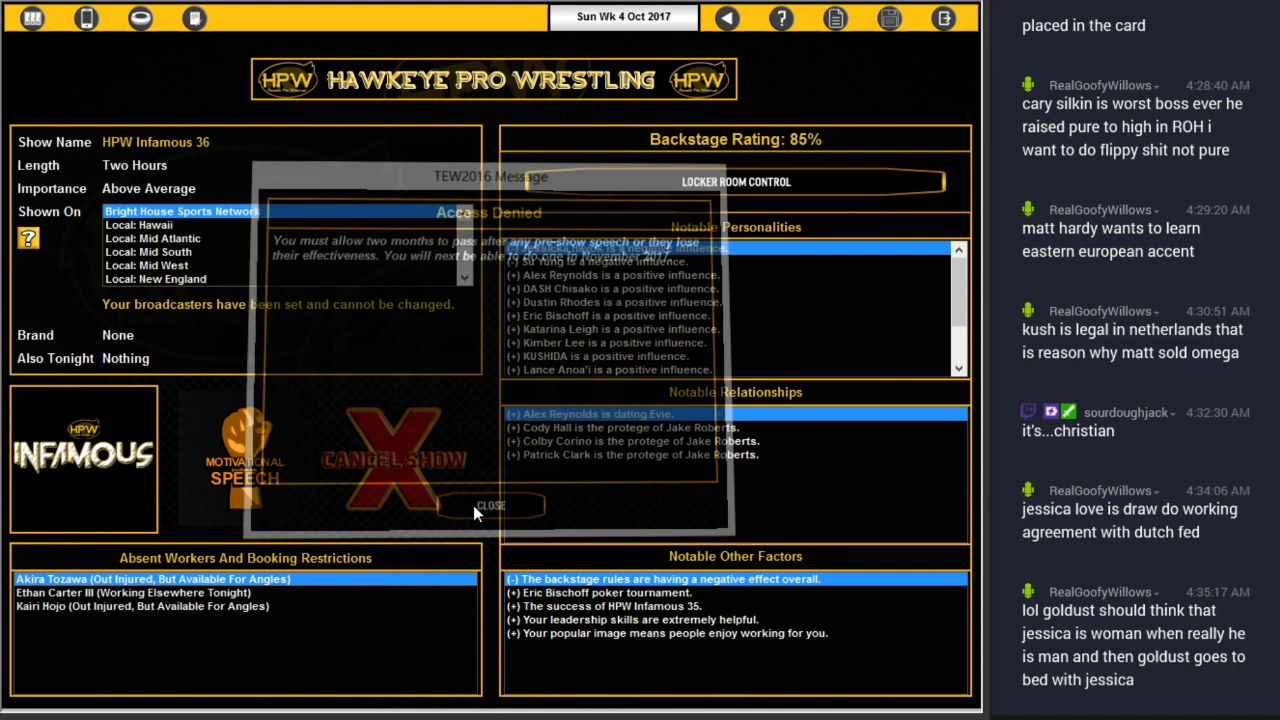 Sun Wk 4 Oct 2017
HPW HAWKEYE PRO WRESTLING HPW
Show Name HPW Infamous 36
Length Two Hours
Importance Above Average
Shown On Bright House Sports Network
Local: Hawaii
Local: Mid Atlantic
Local: Mid South
Local: Mid West
Local: New England
Your broadcasters have been set and cannot be changed.
Brand None
Also Tonight Nothing
HPW
INFAMOUS
MOTIVATIONAL
SPEECH
CANCEL SHOW
TEW2016 Message
Access Denied
You must allow two months to pass after any pre-show speech or they lose
their effectiveness. You will next be able to do one in November 2017.
CLOSE
Backstage Rating: 85%
LOCKER ROOM CONTROL
Notable Personalities
(-) Su Yung is a negative influence.
(+) Alex Reynolds is a positive influence.
(+) DASH Chisako is a positive influence.
(+) Dustin Rhodes is a positive influence.
(+) Eric Bischoff is a positive influence.
(+) Katarina Leigh is a positive influence.
(+) Kimber Lee is a positive influence.
(+) KUSHIDA is a positive influence.
(+) Lance Anoa'i is a positive influence.
Notable Relationships
(+) Alex Reynolds is dating Evie.
(+) Cody Hall is the protege of Jake Roberts.
(+) Colby Corino is the protege of Jake Roberts.
(+) Patrick Clark is the protege of Jake Roberts.
Absent Workers And Booking Restrictions
Akira Tozawa (Out Injured, But Available For Angles)
Ethan Carter III (Working Elsewhere Tonight)
Kairi Hojo (Out Injured, But Available For Angles)
Notable Other Factors
(-) The backstage rules are having a negative effect overall.
(+) Eric Bischoff poker tournament.
(+) The success of HPW Infamous 35.
(+) Your leadership skills are extremely helpful.
(+) Your popular image means people enjoy working for you.
placed in the card
RealGoofyWillows 4:28:40 AM
cary silkin is worst boss ever he
raised pure to high in ROH i
want to do flippy shit not pure
RealGoofyWillows 4:29:20 AM
matt hardy wants to learn
eastern european accent
RealGoofyWillows 4:30:51 AM
kush is legal in netherlands that
is reason why matt sold omega
sourdoughjack 4:32:30 AM
it's...christian
RealGoofyWillows 4:34:06 AM
jessica love is draw do working
agreement with dutch fed
RealGoofyWillows 4:35:17 AM
lol goldust should think that
jessica is woman when really he
is man and then goldust goes to
bed with jessica